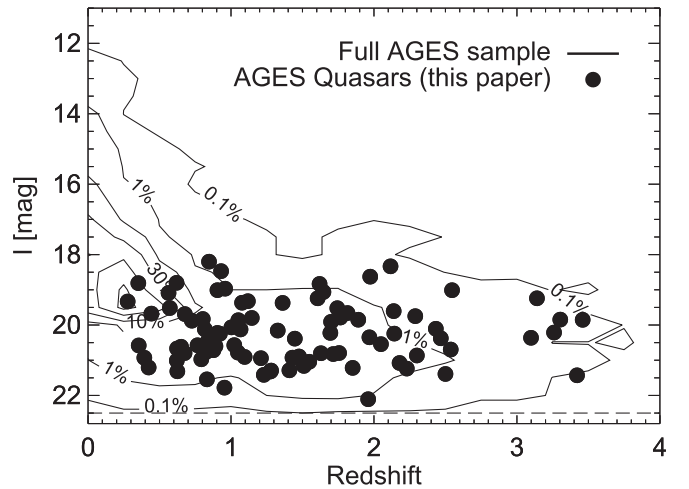 12
14
16
18
20
22
I [mag]
Full AGES sample
AGES Quasars (this paper)
0.1%
1%
30
10%
1%
0.1%
1%
0.1%
0 1 2 3 4
Redshift